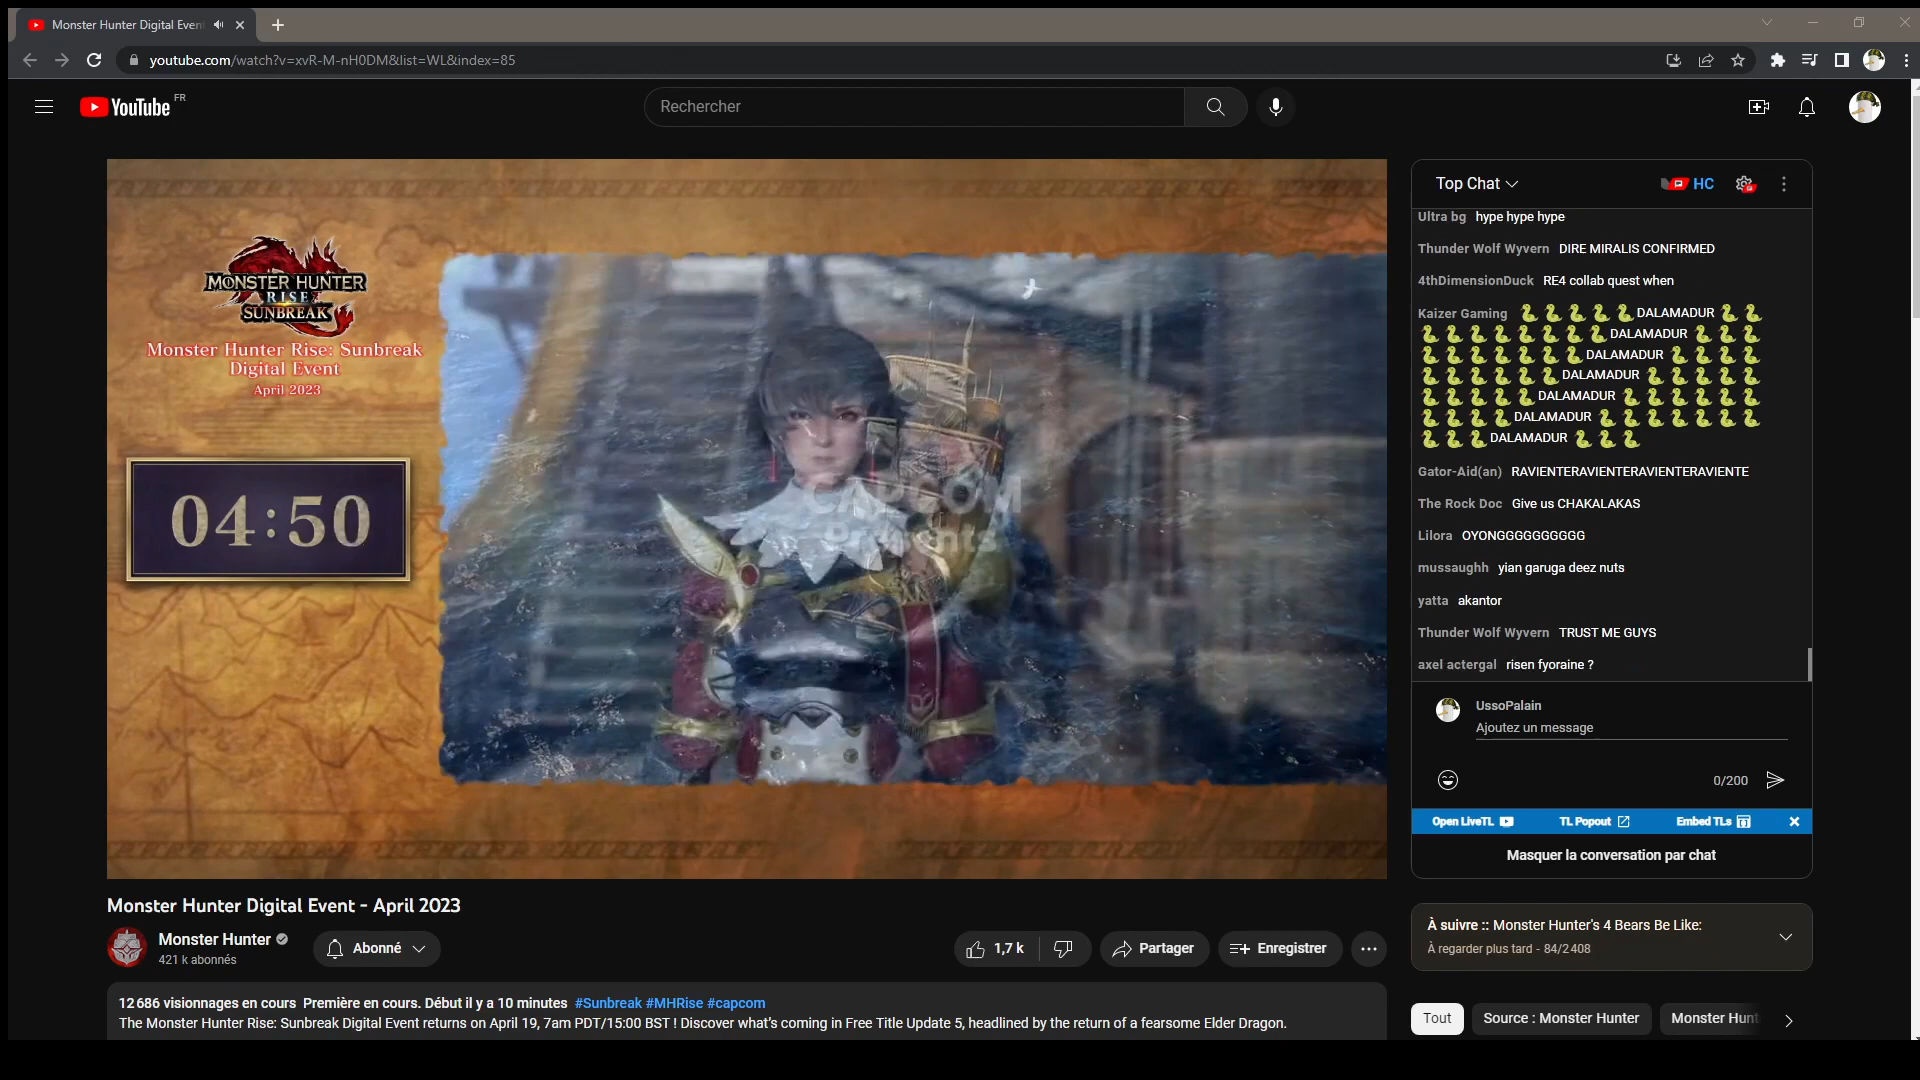 Monster Hunter Digital Even
youtube.com/watch?v=xvR-M-nH0DM&list=WL&index=85
YouTube FR
Rechercher
MONSTER HUNTER
RISE
SUNBREAK
Monster Hunter Rise: Sunbreak
Digital Event
April 2023
04:50
CAPCOM
Presents
Top Chat
HC
Ultra bg hype hype hype
Thunder Wolf Wyvern DIRE MIRALIS CONFIRMED
4thDimensionDuck RE4 collab quest when
Kaizer Gaming 🐍 🐍 🐍 🐍 🐍 DALAMADUR 🐍 🐍
🐍 🐍 🐍 🐍 🐍 🐍 🐍 🐍 DALAMADUR 🐍 🐍 🐍
🐍 🐍 🐍 🐍 🐍 🐍 🐍 DALAMADUR 🐍 🐍 🐍 🐍
🐍 🐍 🐍 🐍 🐍 🐍 DALAMADUR 🐍 🐍 🐍 🐍 🐍
🐍 🐍 🐍 🐍 🐍 DALAMADUR 🐍 🐍 🐍 🐍 🐍 🐍
🐍 🐍 🐍 🐍 DALAMADUR 🐍 🐍 🐍 🐍 🐍 🐍 🐍
🐍 🐍 🐍 DALAMADUR 🐍 🐍 🐍
Gator-Aid(an) RAVIENTERAVIENTERAVIENTERAVIENTE
The Rock Doc Give us CHAKALAKAS
Lilora OYONGGGGGGGGGG
mussaughh yian garuga deez nuts
yatta akantor
Thunder Wolf Wyvern TRUST ME GUYS
axel actergal risen fyoraine ?
UssoPalain
Ajoutez un message
0/200
Open LiveTL TL Popout Embed TLs
Masquer la conversation par chat
Monster Hunter Digital Event - April 2023
Monster Hunter
421 k abonnés
Abonné
1,7 k
Partager
Enregistrer
12 686 visionnages en cours Première en cours. Début il y a 10 minutes #Sunbreak #MHRise #capcom
The Monster Hunter Rise: Sunbreak Digital Event returns on April 19, 7am PDT/15:00 BST ! Discover what's coming in Free Title Update 5, headlined by the return of a fearsome Elder Dragon.
À suivre :: Monster Hunter's 4 Bears Be Like:
À regarder plus tard - 84/2 408
Tout
Source : Monster Hunter
Monster Hunt